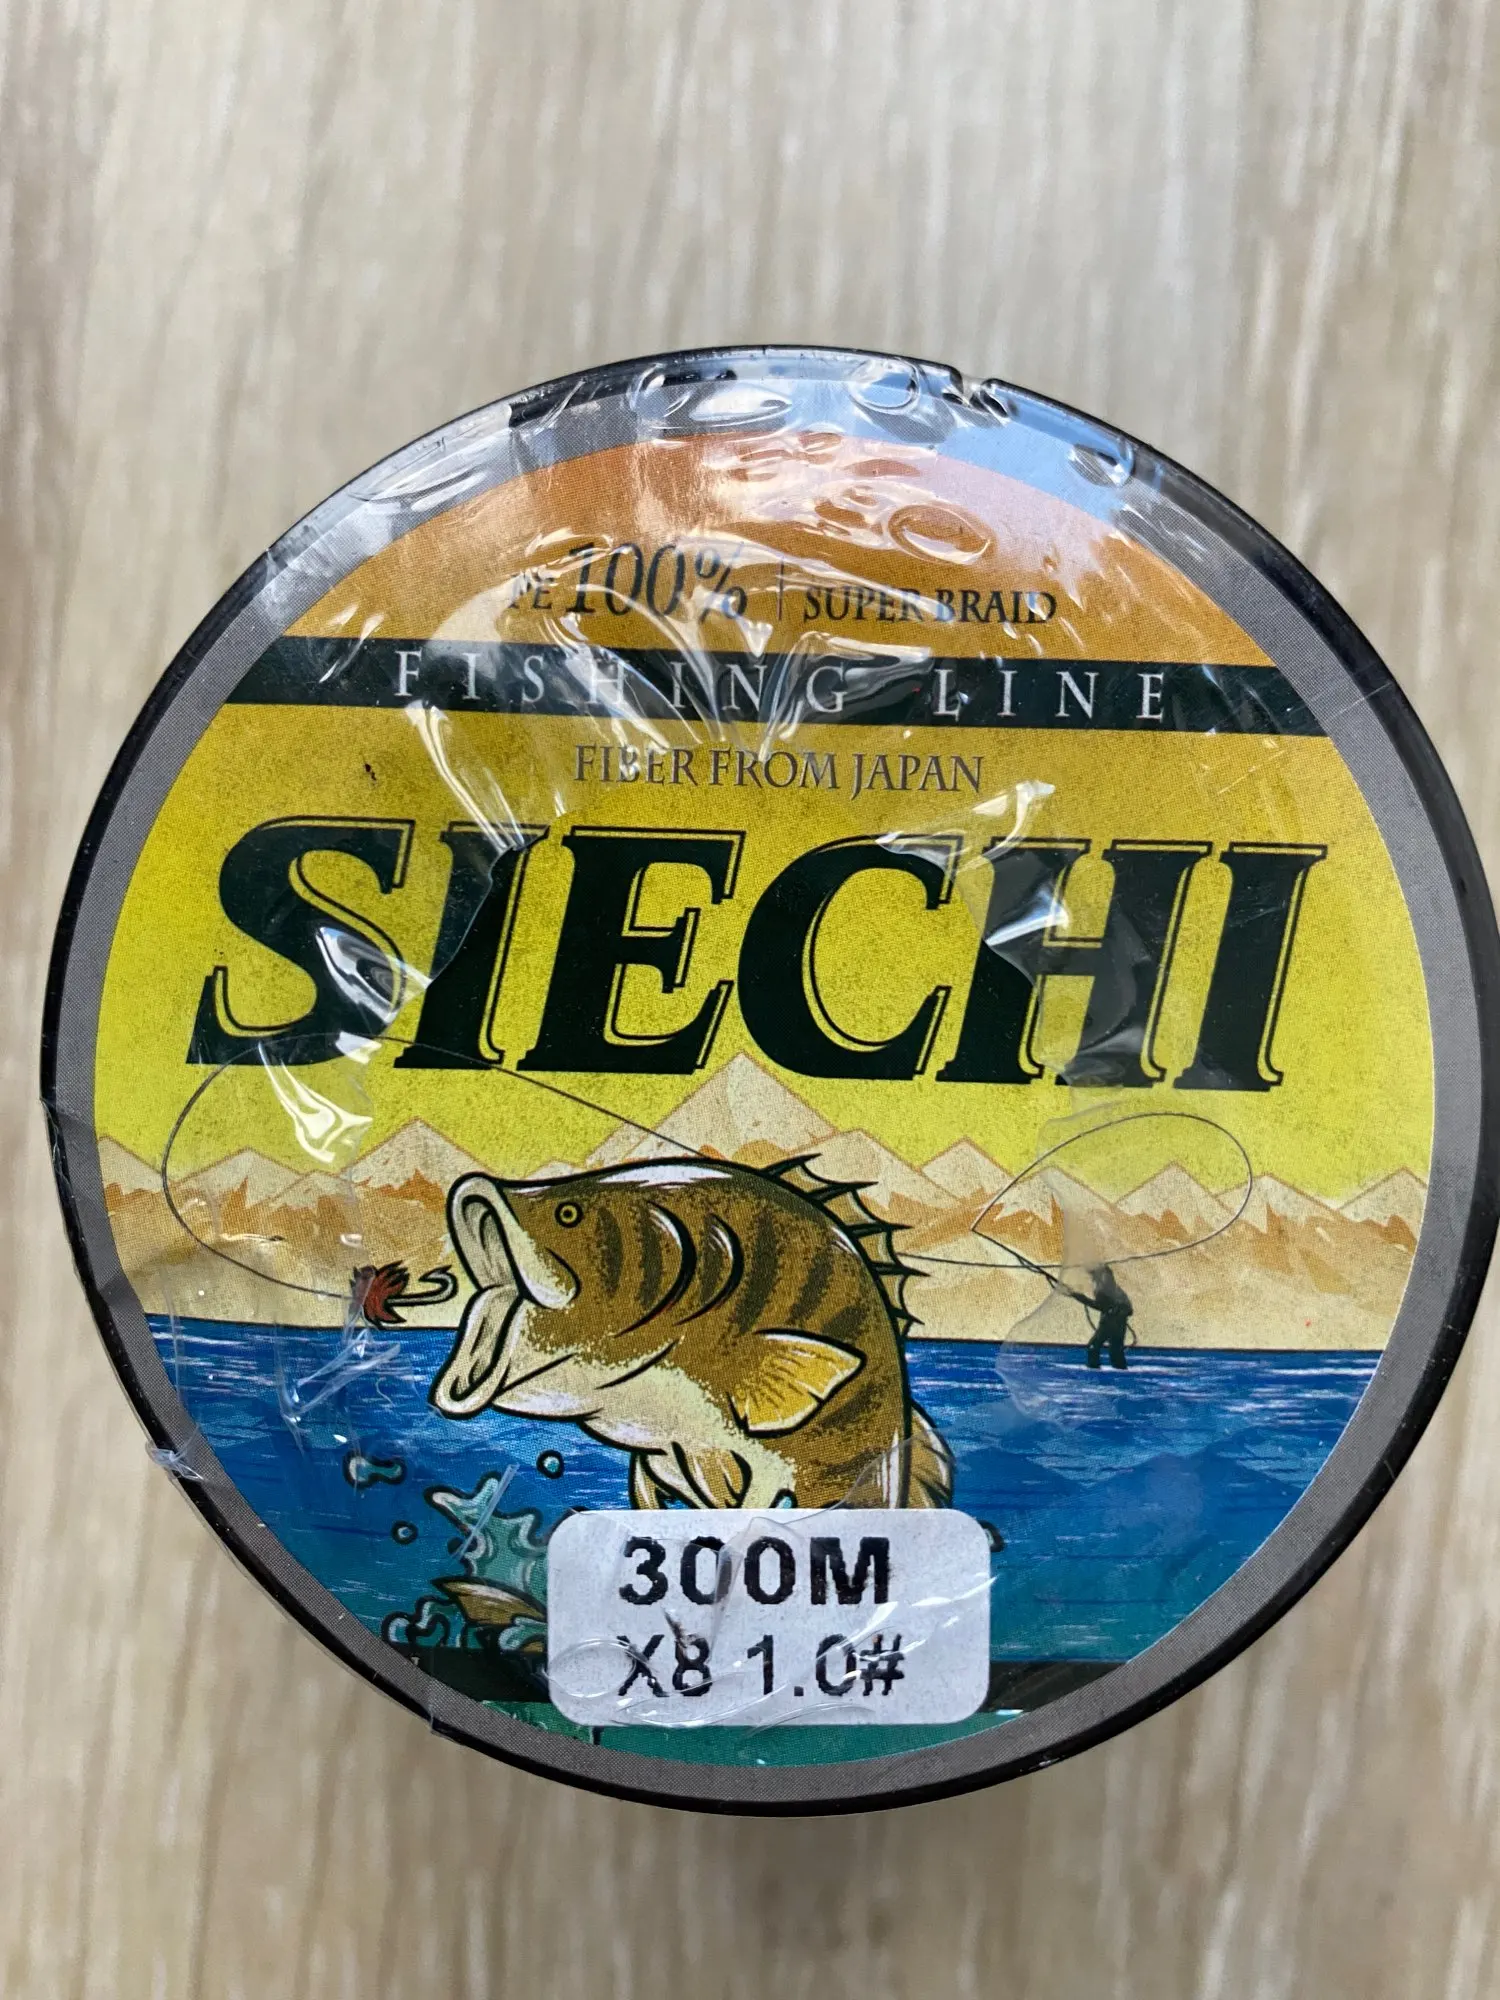 PE 100% SUPER BRAID
FISHING LINE
FIBER FROM JAPAN
SIECHI
300M
X8 1.0#